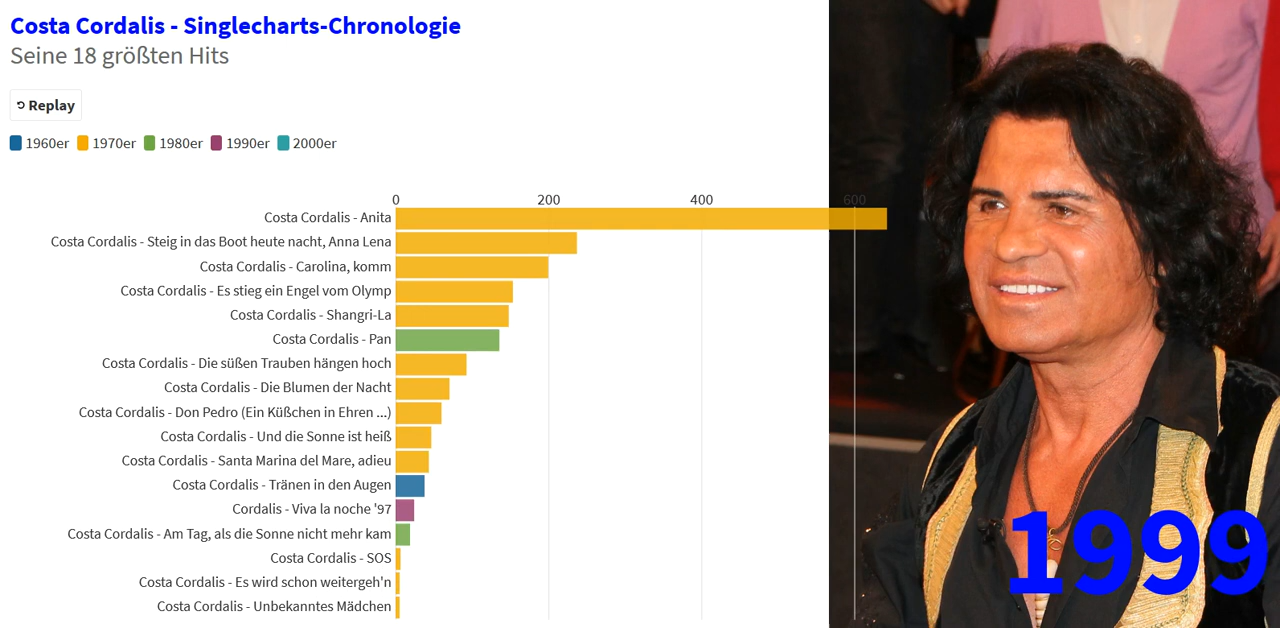 Costa Cordalis - Singlecharts-Chronologie
Seine 18 größten Hits
Replay
1960er 1970er 1980er 1990er 2000er
0 200 400 600
Costa Cordalis - Anita
Costa Cordalis - Steig in das Boot heute nacht, Anna Lena
Costa Cordalis - Carolina, komm
Costa Cordalis - Es stieg ein Engel vom Olymp
Costa Cordalis - Shangri-La
Costa Cordalis - Pan
Costa Cordalis - Die süßen Trauben hängen hoch
Costa Cordalis - Die Blumen der Nacht
Costa Cordalis - Don Pedro (Ein Küßchen in Ehren ...)
Costa Cordalis - Und die Sonne ist heiß
Costa Cordalis - Santa Marina del Mare, adieu
Costa Cordalis - Tränen in den Augen
Cordalis - Viva la noche '97
Costa Cordalis - Am Tag, als die Sonne nicht mehr kam
Costa Cordalis - SOS
Costa Cordalis - Es wird schon weitergeh'n
Costa Cordalis - Unbekanntes Mädchen
1999